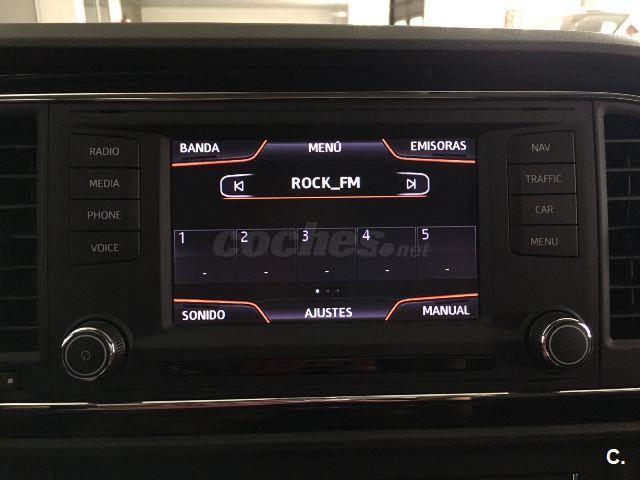 RADIO
MEDIA
PHONE
VOICE
BANDA MENÚ EMISORAS
ROCK_FM
1 2 3 4 5
- - - - -
coches.net
SONIDO AJUSTES MANUAL
NAV
TRAFFIC
CAR
MENU
C.